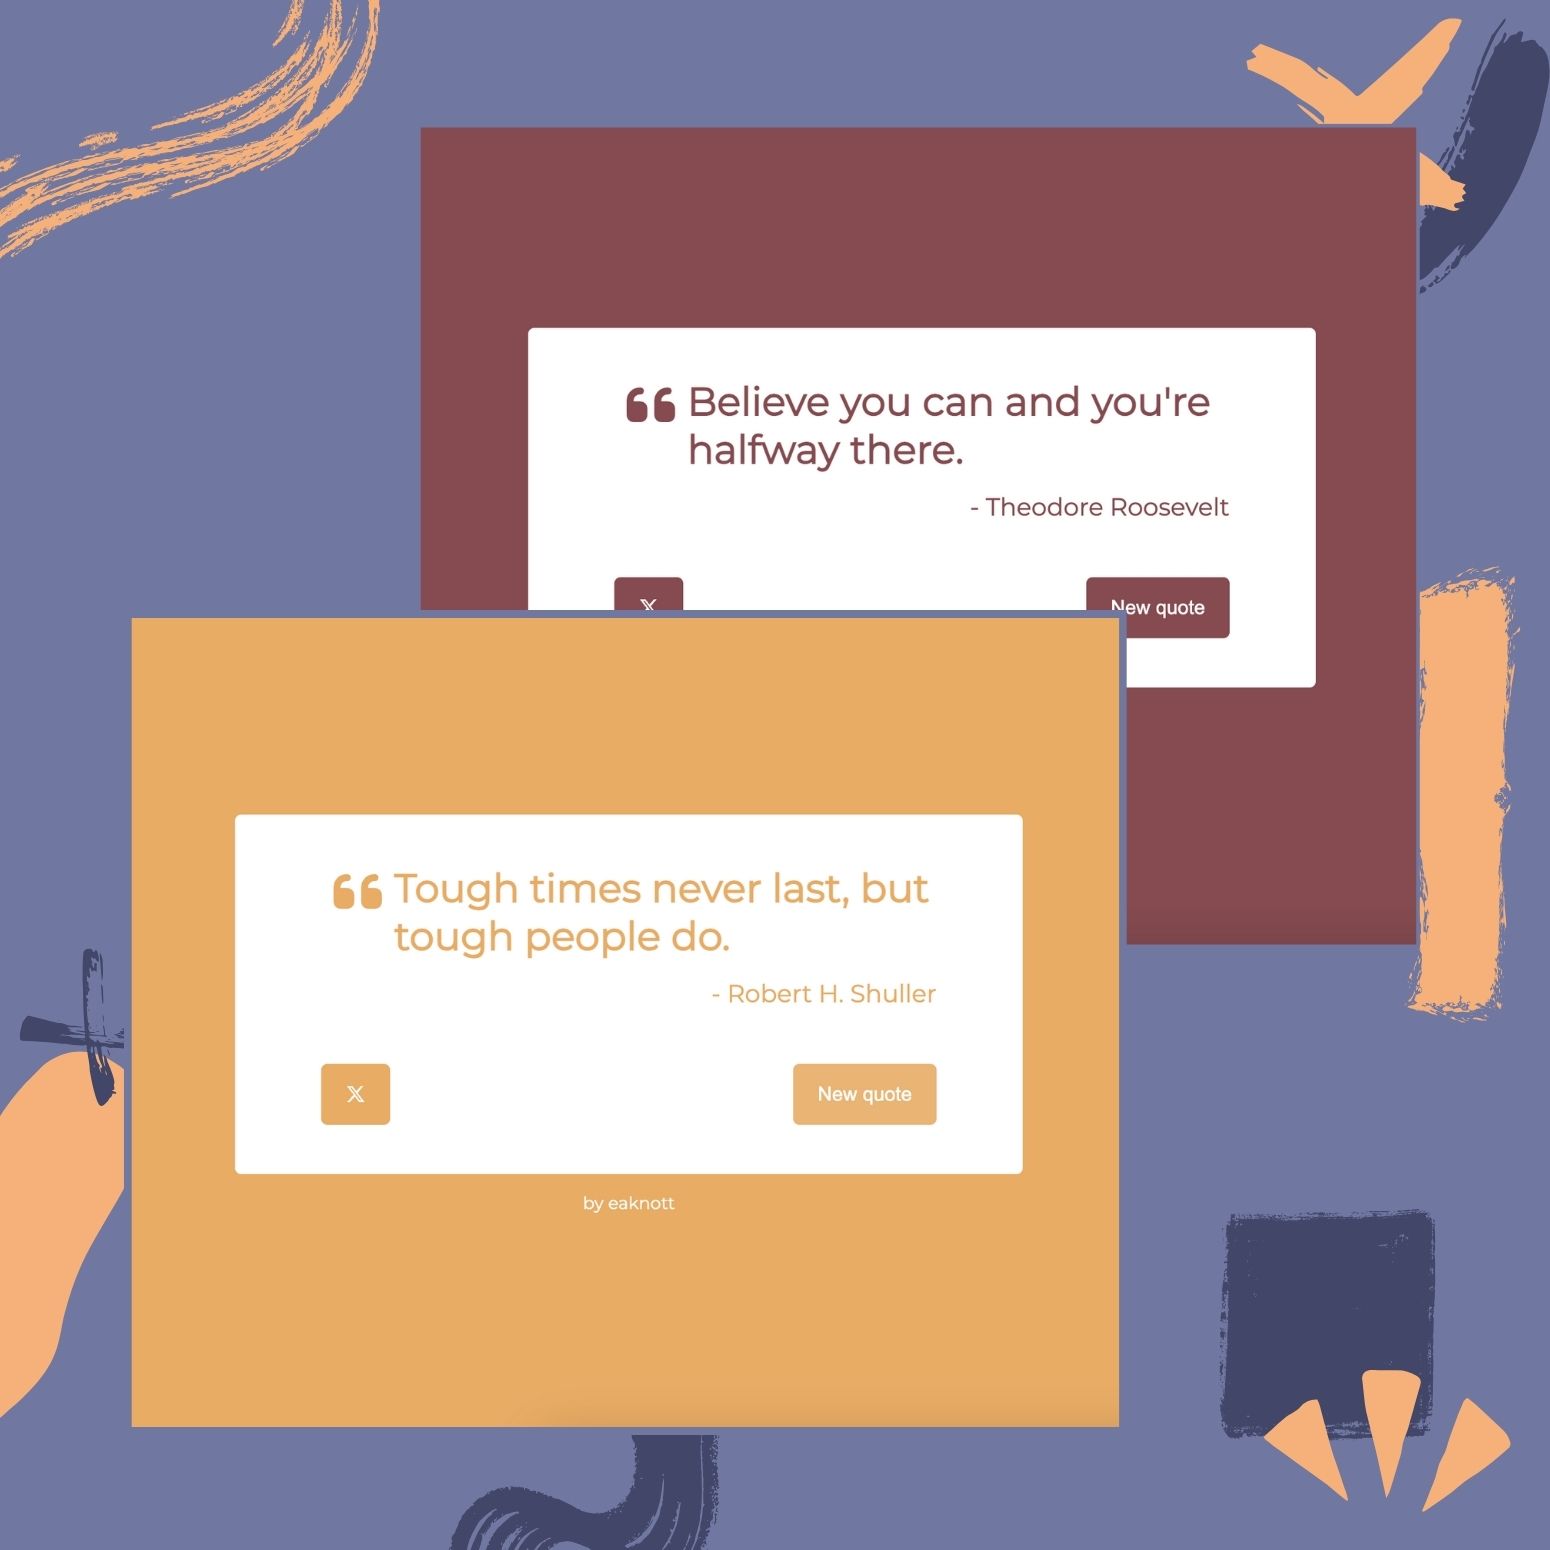 Believe you can and you're
halfway there.
- Theodore Roosevelt
X
New quote
Tough times never last, but
tough people do.
- Robert H. Shuller
X
New quote
by eaknott